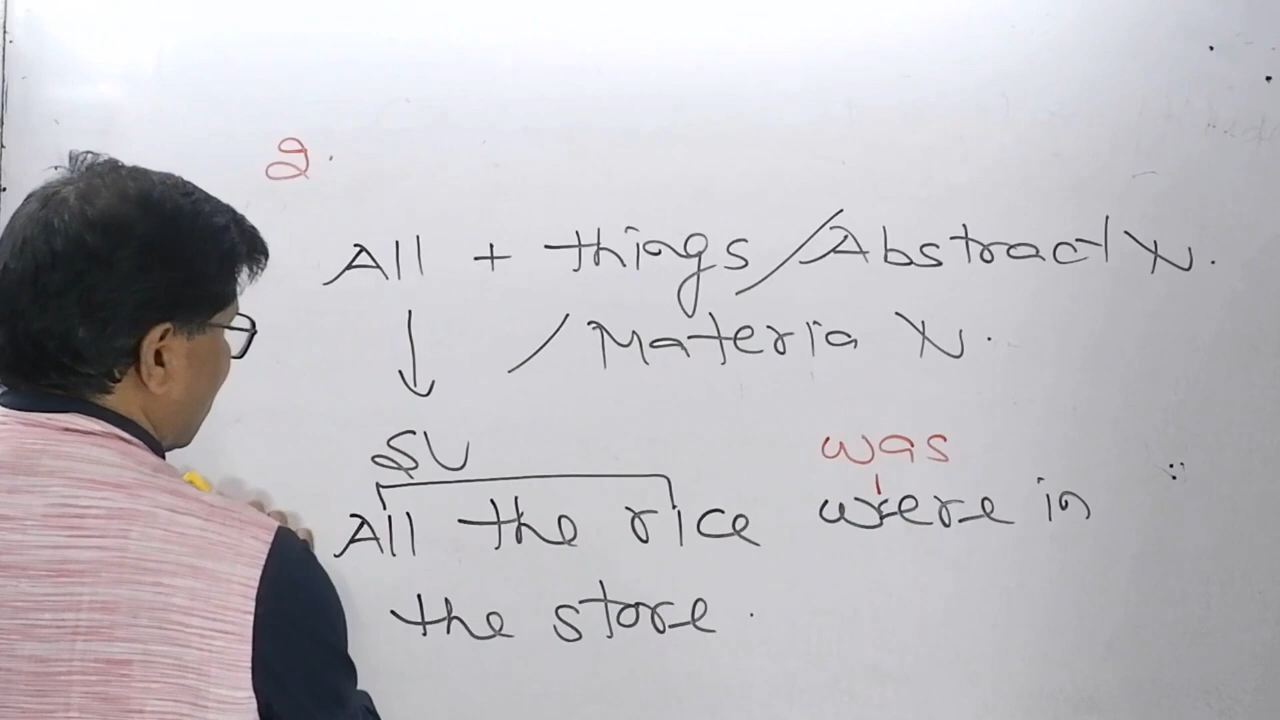 2.
All + things / Abstract N.
/ Materia N.
SV
was
All the rice were in
the store.